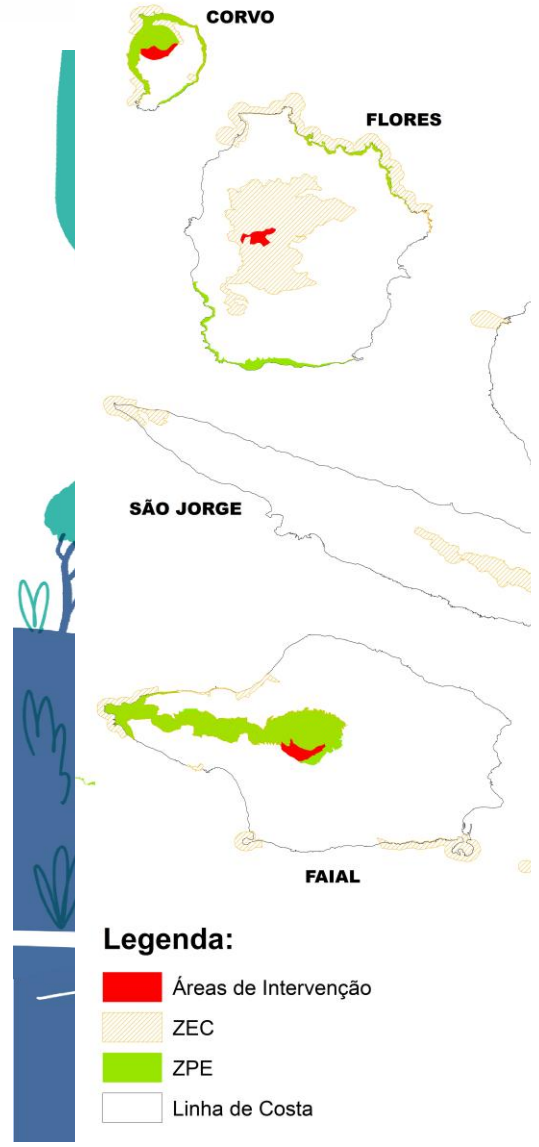 CORVO
FLORES
SÃO JORGE
FAIAL
Legenda:
Áreas de Intervenção
ZEC
ZPE
Linha de Costa